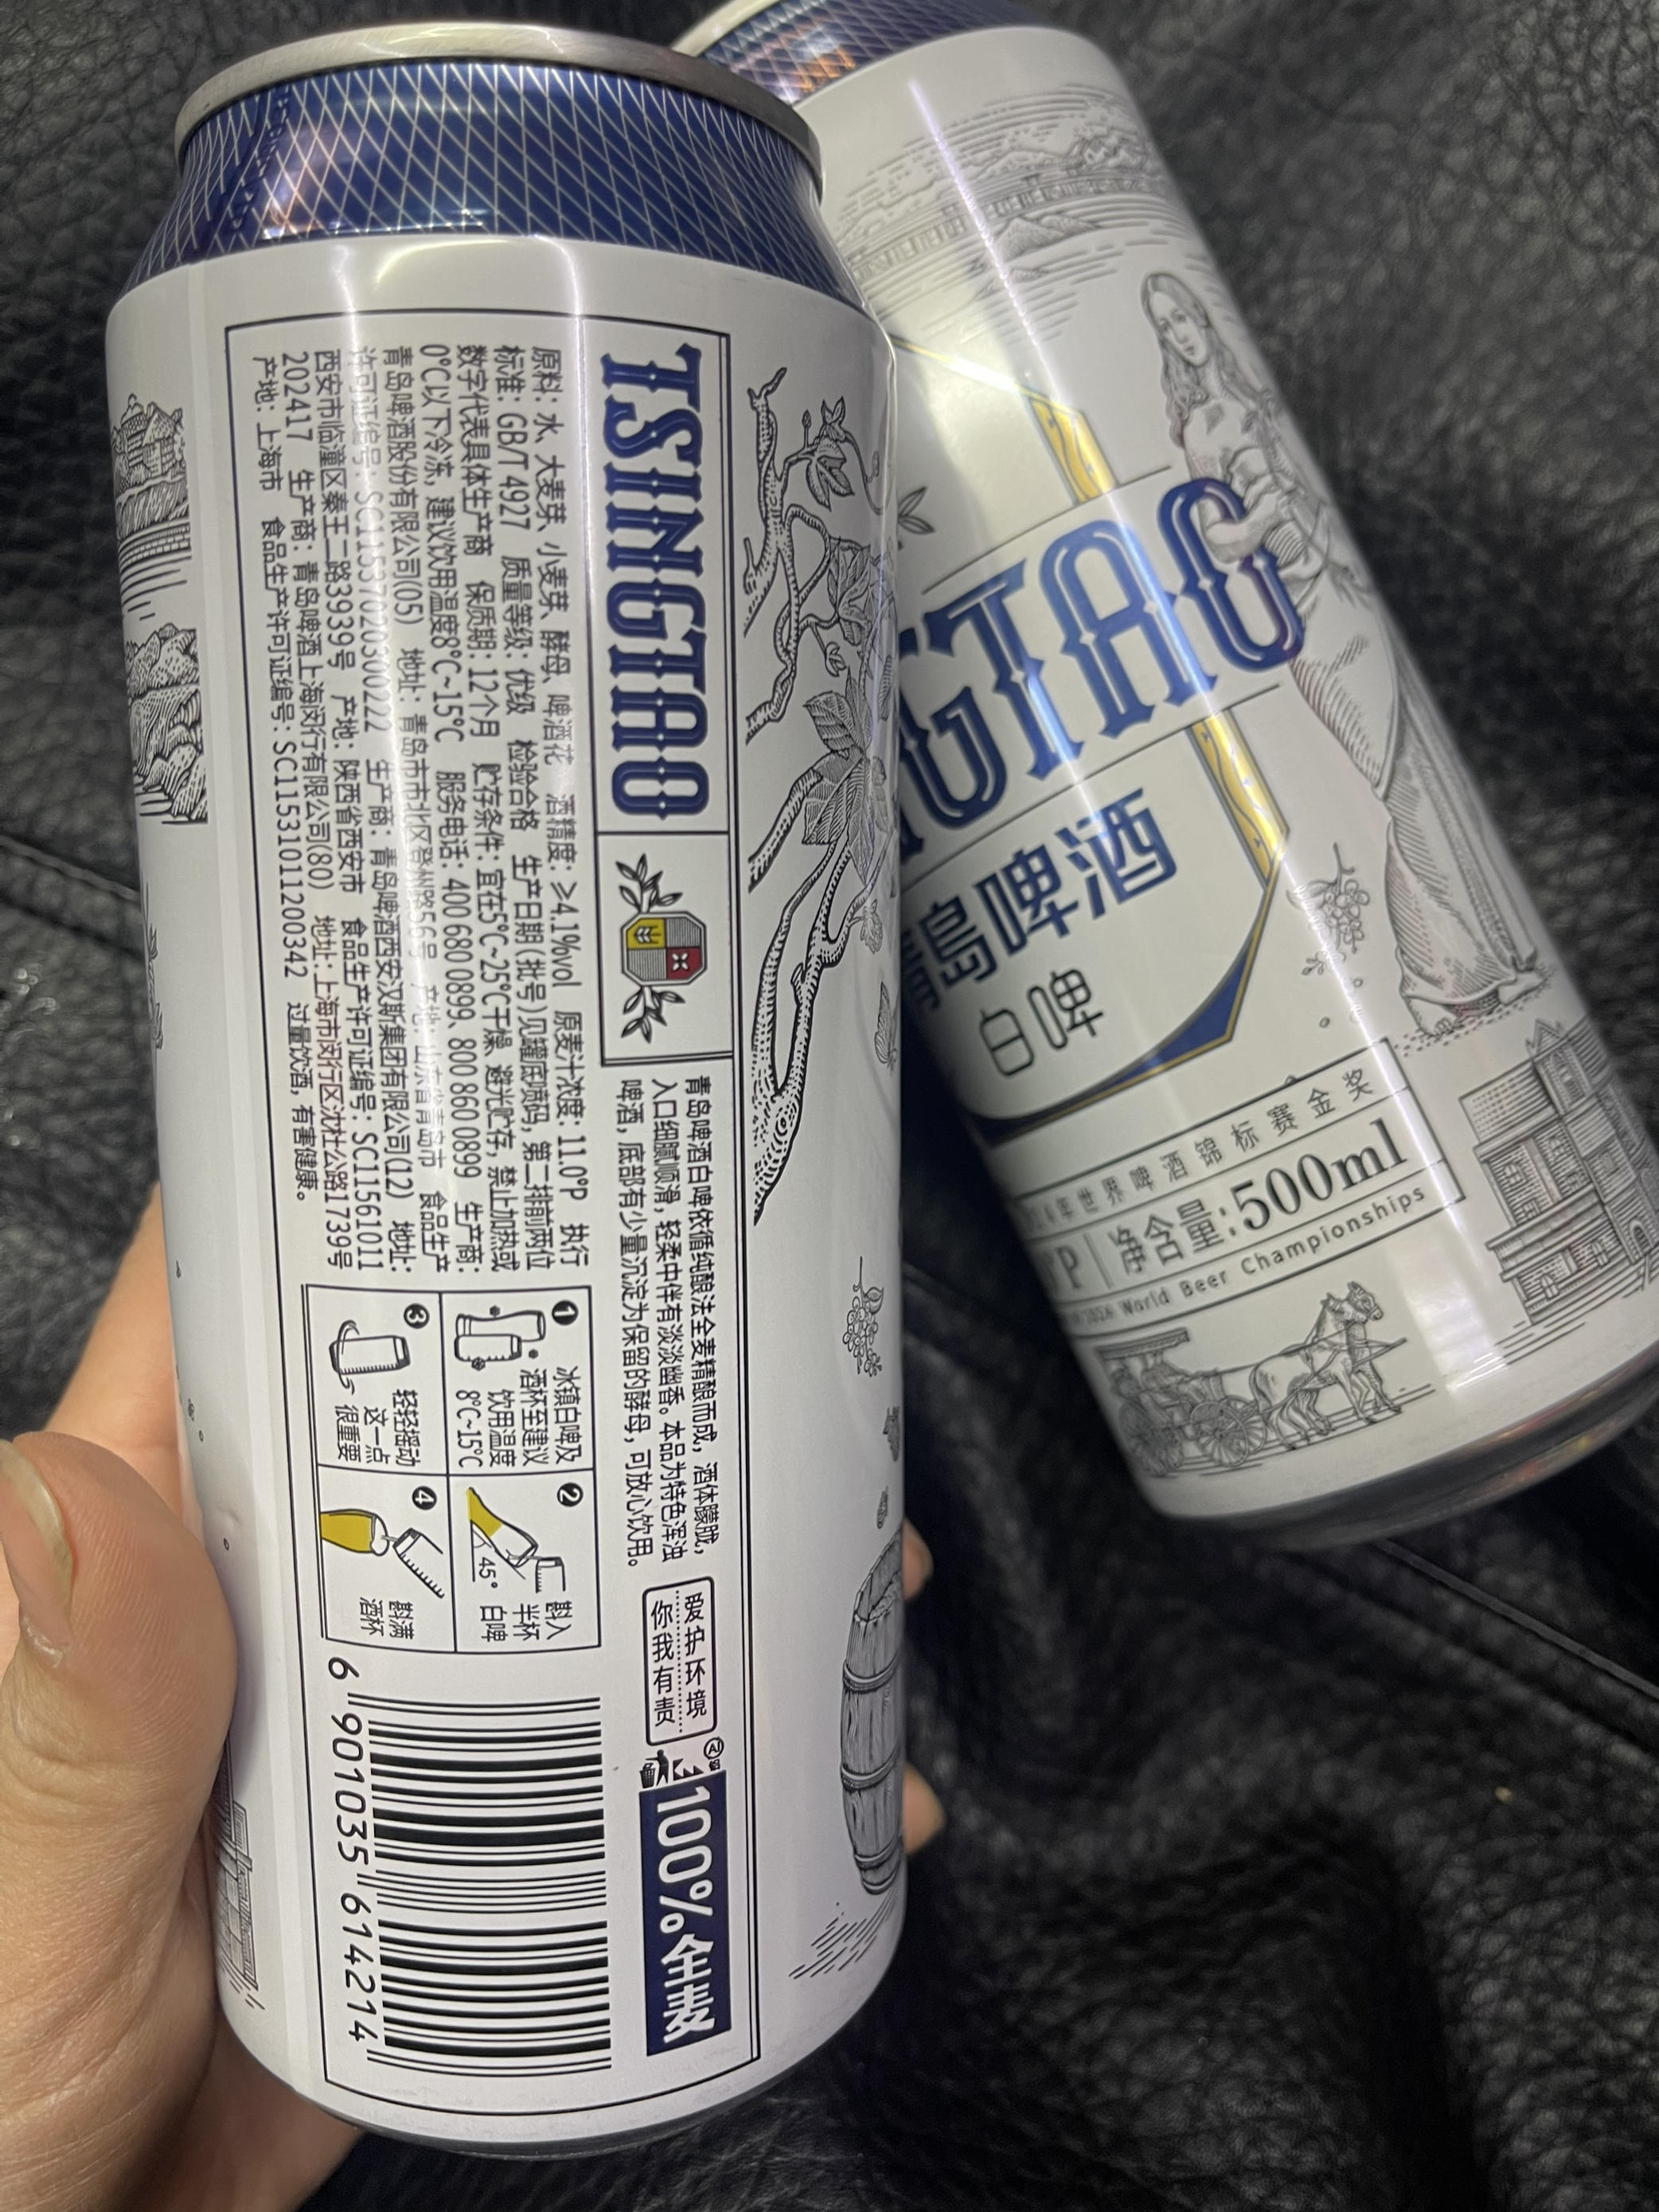 TSINGTAO
原料: 水、大麦芽、小麦芽、酵母、啤酒花 酒精度: ≥4.1%vol 原麦汁浓度: 11.0°P 执行
标准: GB/T 4927 质量等级: 优级 检验合格 生产日期(批号)见罐底喷码, 第二排前两位
数字代表具体生产商 保质期: 12个月 贮存条件: 宜在5°C~25°C干燥、避光贮存, 禁止加热或
0°C以下冷冻, 建议饮用温度8°C~15°C 服务电话: 400 680 0899、800 860 0899 生产商:
青岛啤酒股份有限公司(05) 地址: 青岛市市北区登州路56号 产地: 山东省青岛市 食品生产
许可证编号: SC11537020300222 生产商: 青岛啤酒西安汉斯集团有限公司(12) 地址:
西安市临潼区秦王二路3939号 产地: 陕西省西安市 食品生产许可证编号: SC11561011
202417 生产商: 青岛啤酒上海闵行有限公司(80) 地址: 上海市闵行区沈杜公路1739号
产地: 上海市 食品生产许可证编号: SC11531011200342 过量饮酒, 有害健康。
青岛啤酒白啤依循纯酿法全麦精酿而成, 酒体朦胧,
入口细腻顺滑, 轻柔中伴有淡淡幽香。本品为特色浑浊
啤酒, 底部有少量沉淀为保留的酵母, 可放心饮用。
1
冰镇白啤及
酒杯至建议
饮用温度
8°C~15°C
2
斟入
半杯
白啤
45°
3
轻轻摇动
这一点
很重要
4
斟满
酒杯
爱护环境
你我有责
Al
铝
100%全麦
6 901035 614214
GTAO
青岛啤酒
白啤
年世界啤酒锦标赛金奖
°P 净含量:500ml
World Beer Championships